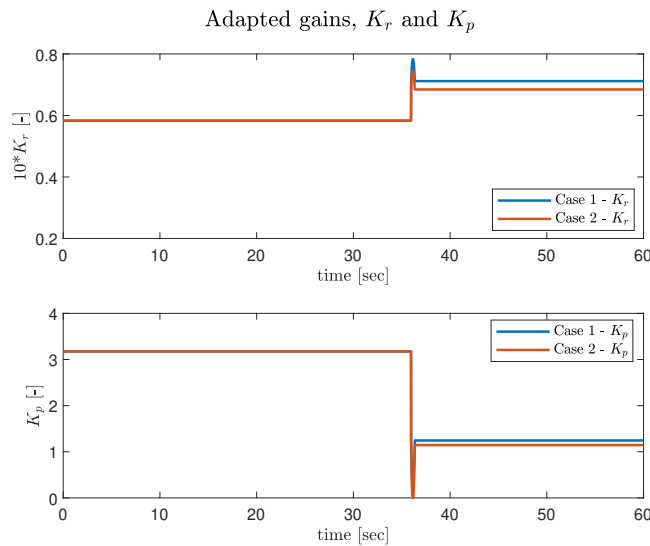 Adapted gains, K_r and K_p
0.8
0.6
0.4
0.2
10*K_r [-]
Case 1 - K_r
Case 2 - K_r
0 10 20 30 40 50 60
time [sec]
4
3
2
1
0
K_p [-]
Case 1 - K_p
Case 2 - K_p
0 10 20 30 40 50 60
time [sec]